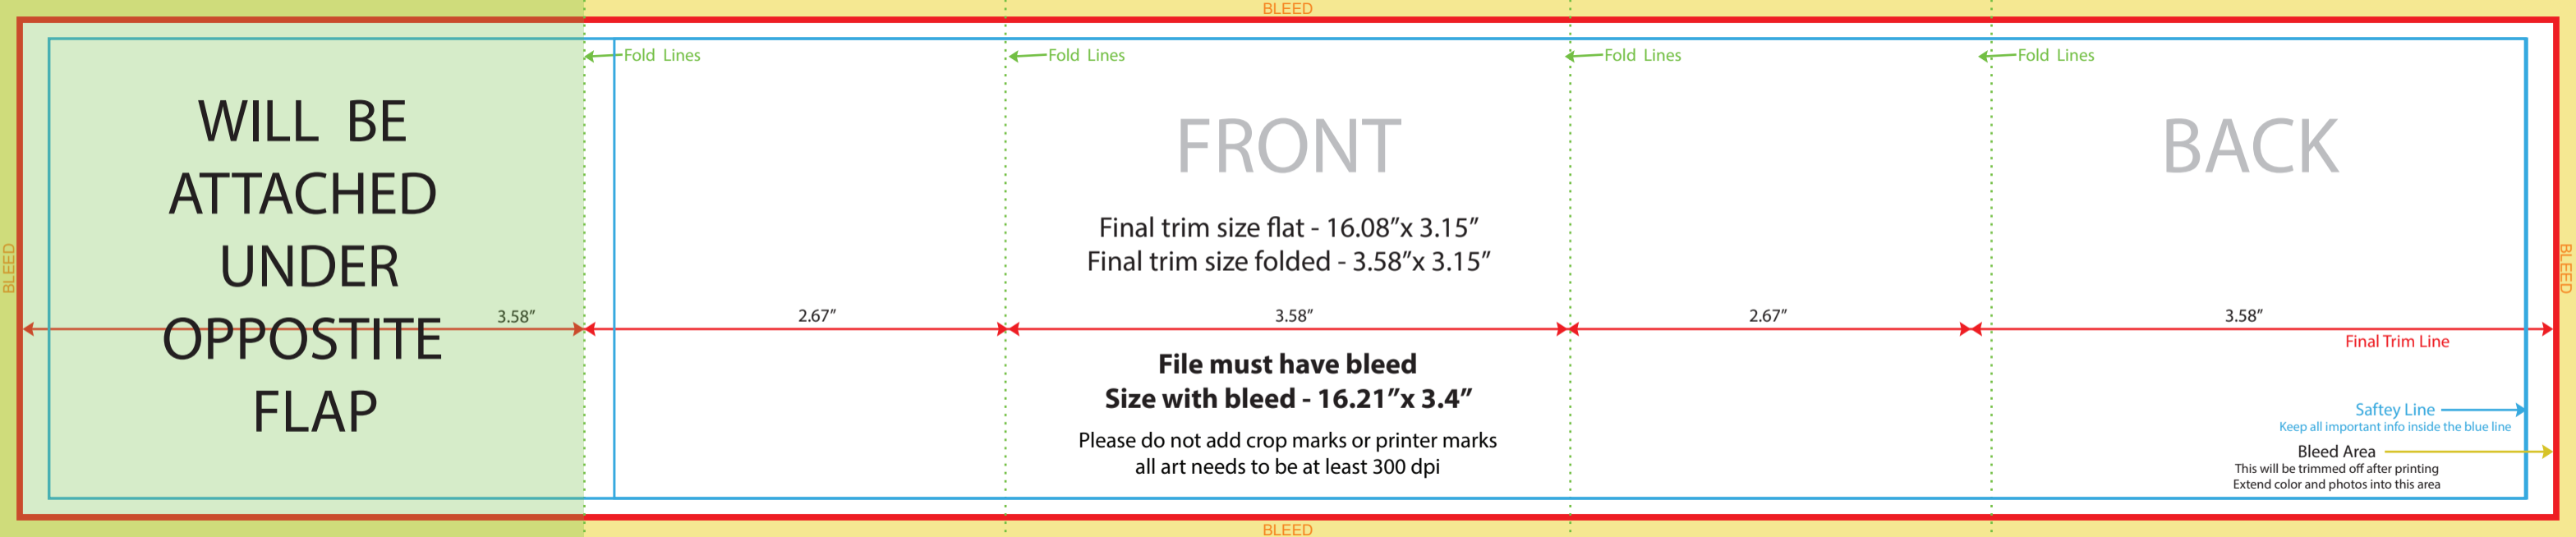 BLEED
Fold Lines
Fold Lines
Fold Lines
Fold Lines
WILL BE
ATTACHED
UNDER
OPPOSTITE
FLAP
FRONT
BACK
Final trim size flat - 16.08”x 3.15”
Final trim size folded - 3.58”x 3.15”
BLEED
BLEED
3.58”
2.67”
3.58”
2.67”
3.58”
Final Trim Line
File must have bleed
Size with bleed - 16.21”x 3.4”
Please do not add crop marks or printer marks
all art needs to be at least 300 dpi
Saftey Line
Keep all important info inside the blue line
Bleed Area
This will be trimmed off after printing
Extend color and photos into this area
BLEED